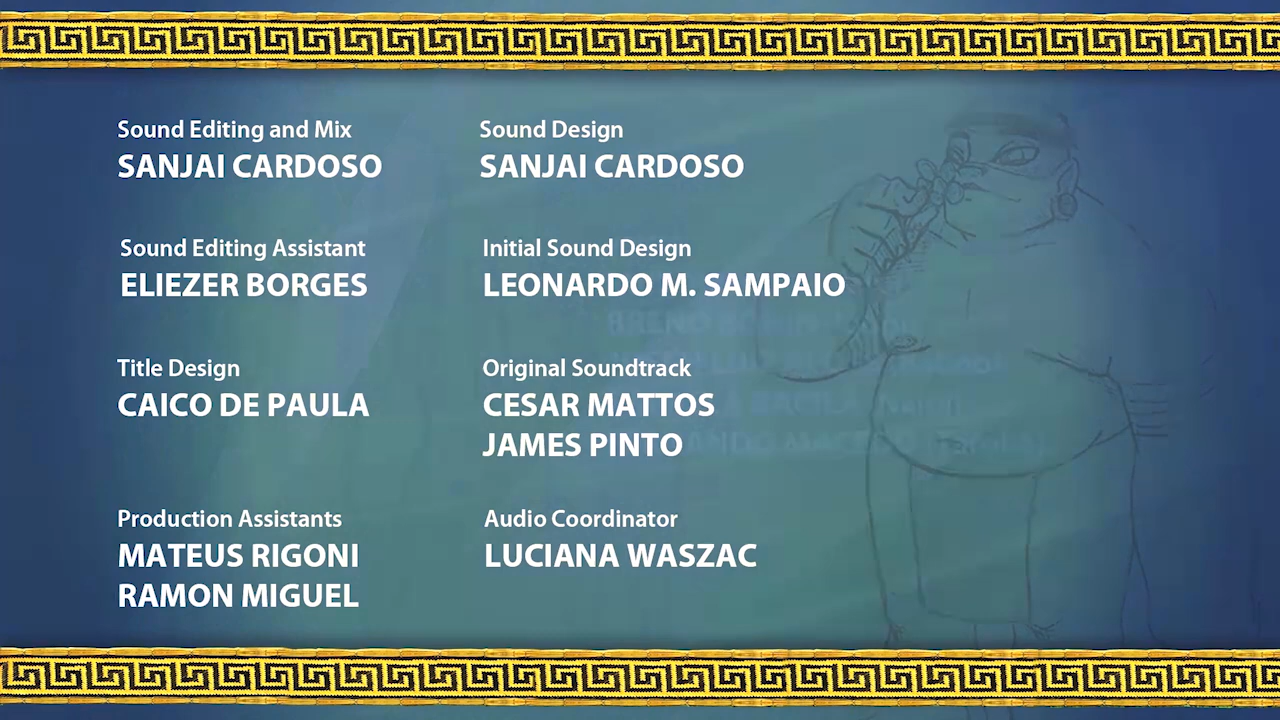 Sound Editing and Mix
SANJAI CARDOSO
Sound Design
SANJAI CARDOSO
Sound Editing Assistant
ELIEZER BORGES
Initial Sound Design
LEONARDO M. SAMPAIO
Title Design
CAICO DE PAULA
Original Soundtrack
CESAR MATTOS
JAMES PINTO
Production Assistants
MATEUS RIGONI
RAMON MIGUEL
Audio Coordinator
LUCIANA WASZAC